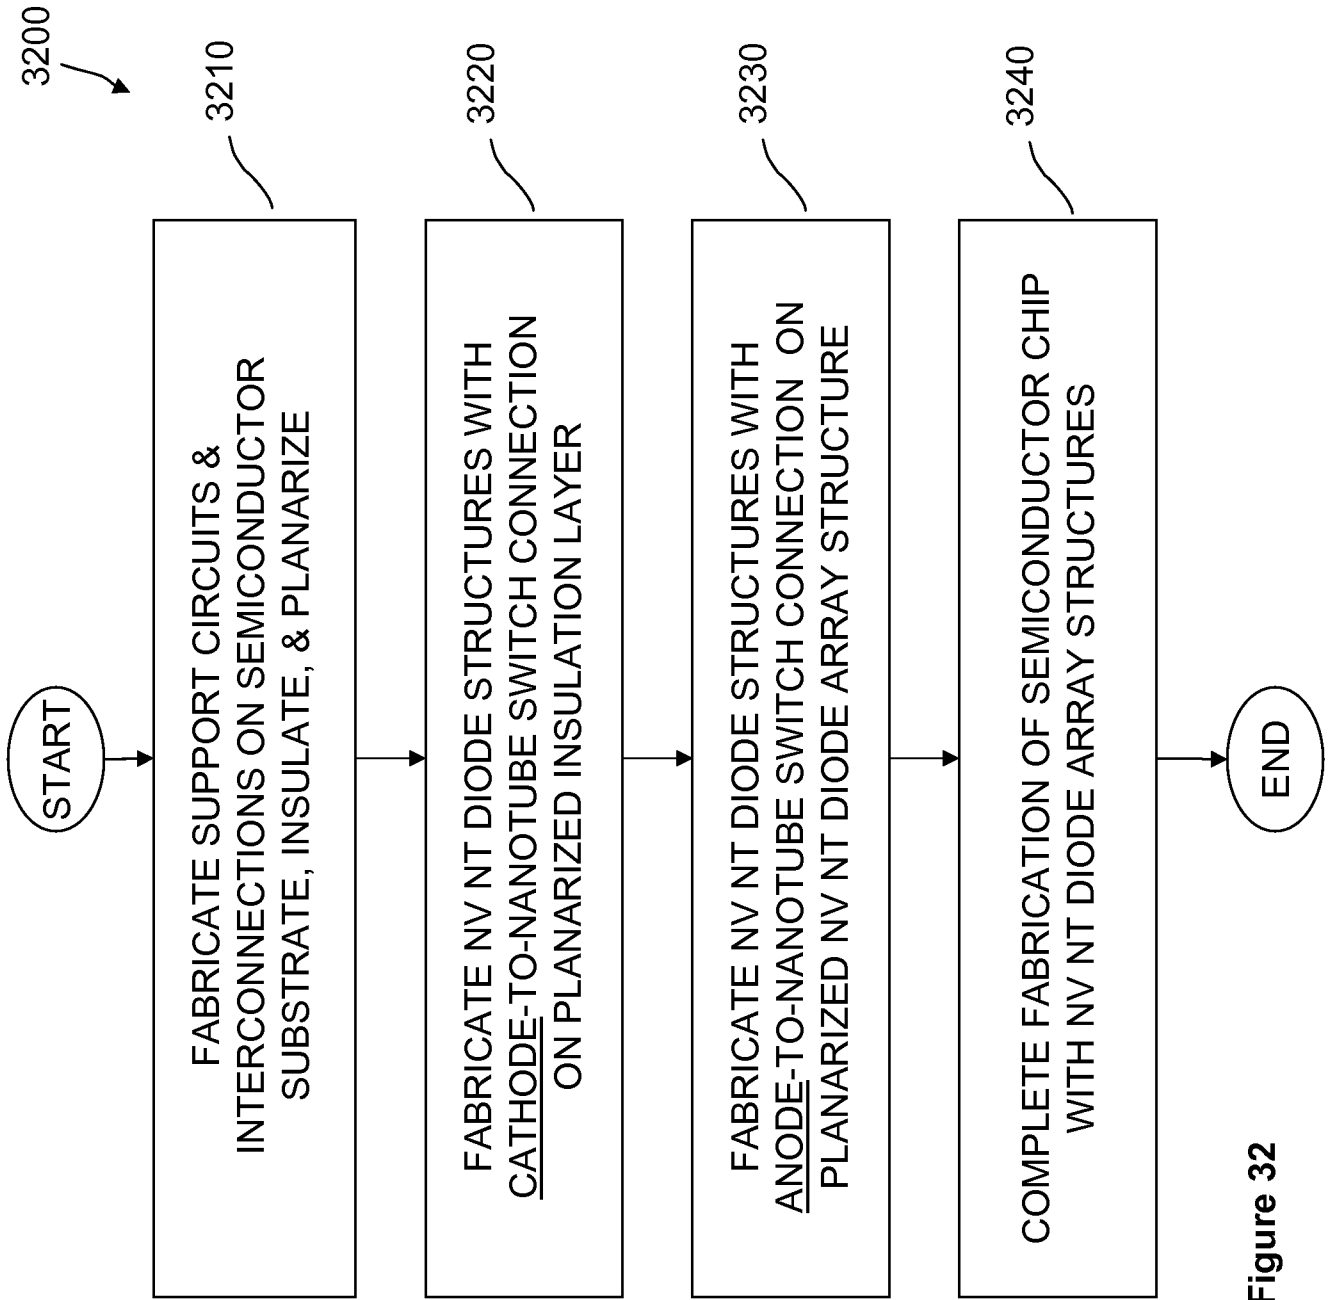 3200
START
3210
FABRICATE SUPPORT CIRCUITS &
INTERCONNECTIONS ON SEMICONDUCTOR
SUBSTRATE, INSULATE, & PLANARIZE
3220
FABRICATE NV NT DIODE STRUCTURES WITH
CATHODE-TO-NANOTUBE SWITCH CONNECTION
ON PLANARIZED INSULATION LAYER
3230
FABRICATE NV NT DIODE STRUCTURES WITH
ANODE-TO-NANOTUBE SWITCH CONNECTION ON
PLANARIZED NV NT DIODE ARRAY STRUCTURE
3240
COMPLETE FABRICATION OF SEMICONDUCTOR CHIP
WITH NV NT DIODE ARRAY STRUCTURES
END
Figure 32